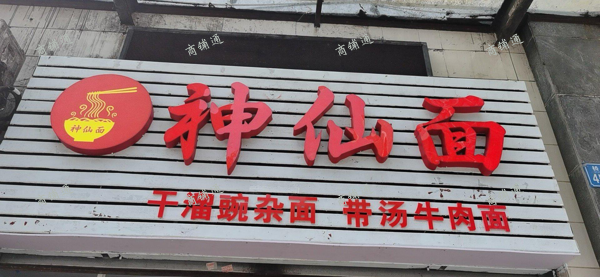 商铺通 商铺通 商铺通
神仙面
神仙面
干溜豌杂面 带汤牛肉面